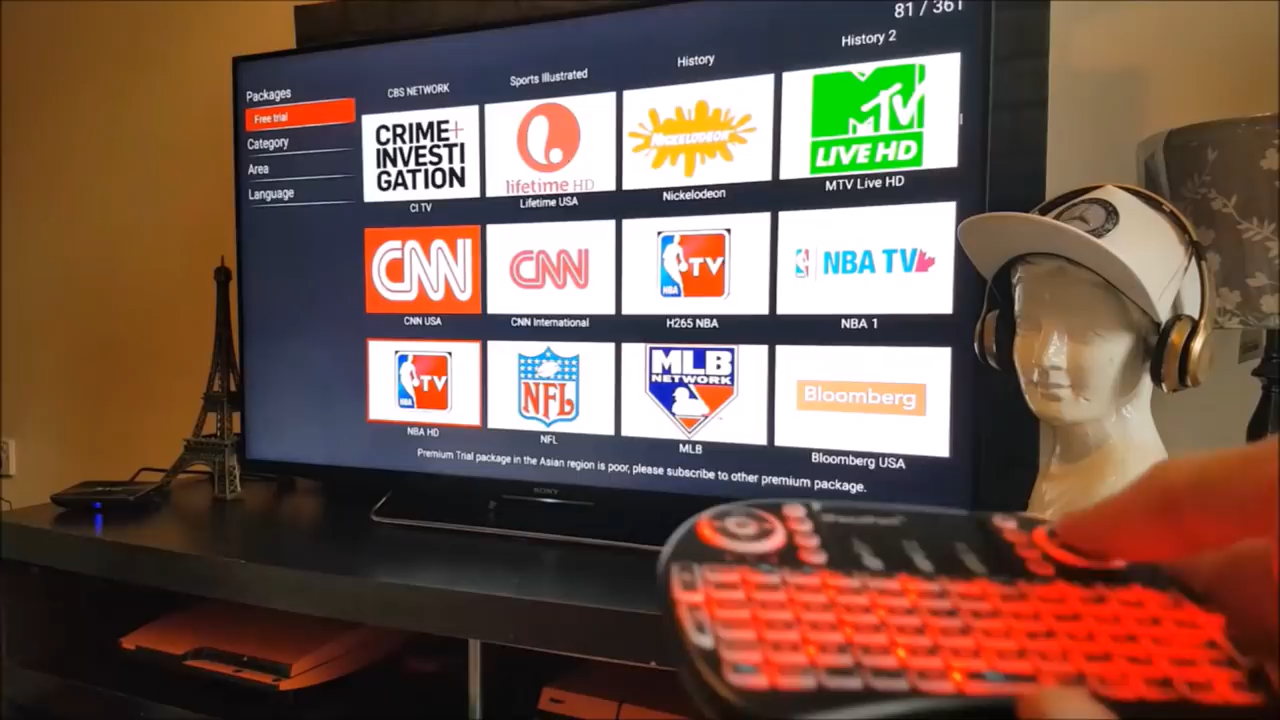 81 / 361
Packages
Free trial
Category
Area
Language
CBS NETWORK
Sports Illustrated
History
History 2
CRIME+
INVESTI
GATION
lifetime HD
NICKELODEON
MTV
LIVE HD
CI TV
Lifetime USA
Nickelodeon
MTV Live HD
CNN
CNN
NBA
TV
NBA TV
CNN USA
CNN International
H265 NBA
NBA 1
NBA
TV
NFL
MLB
NETWORK
Bloomberg
NBA HD
NFL
MLB
Bloomberg USA
Premium Trial package in the Asian region is poor, please subscribe to other premium package.
SONY